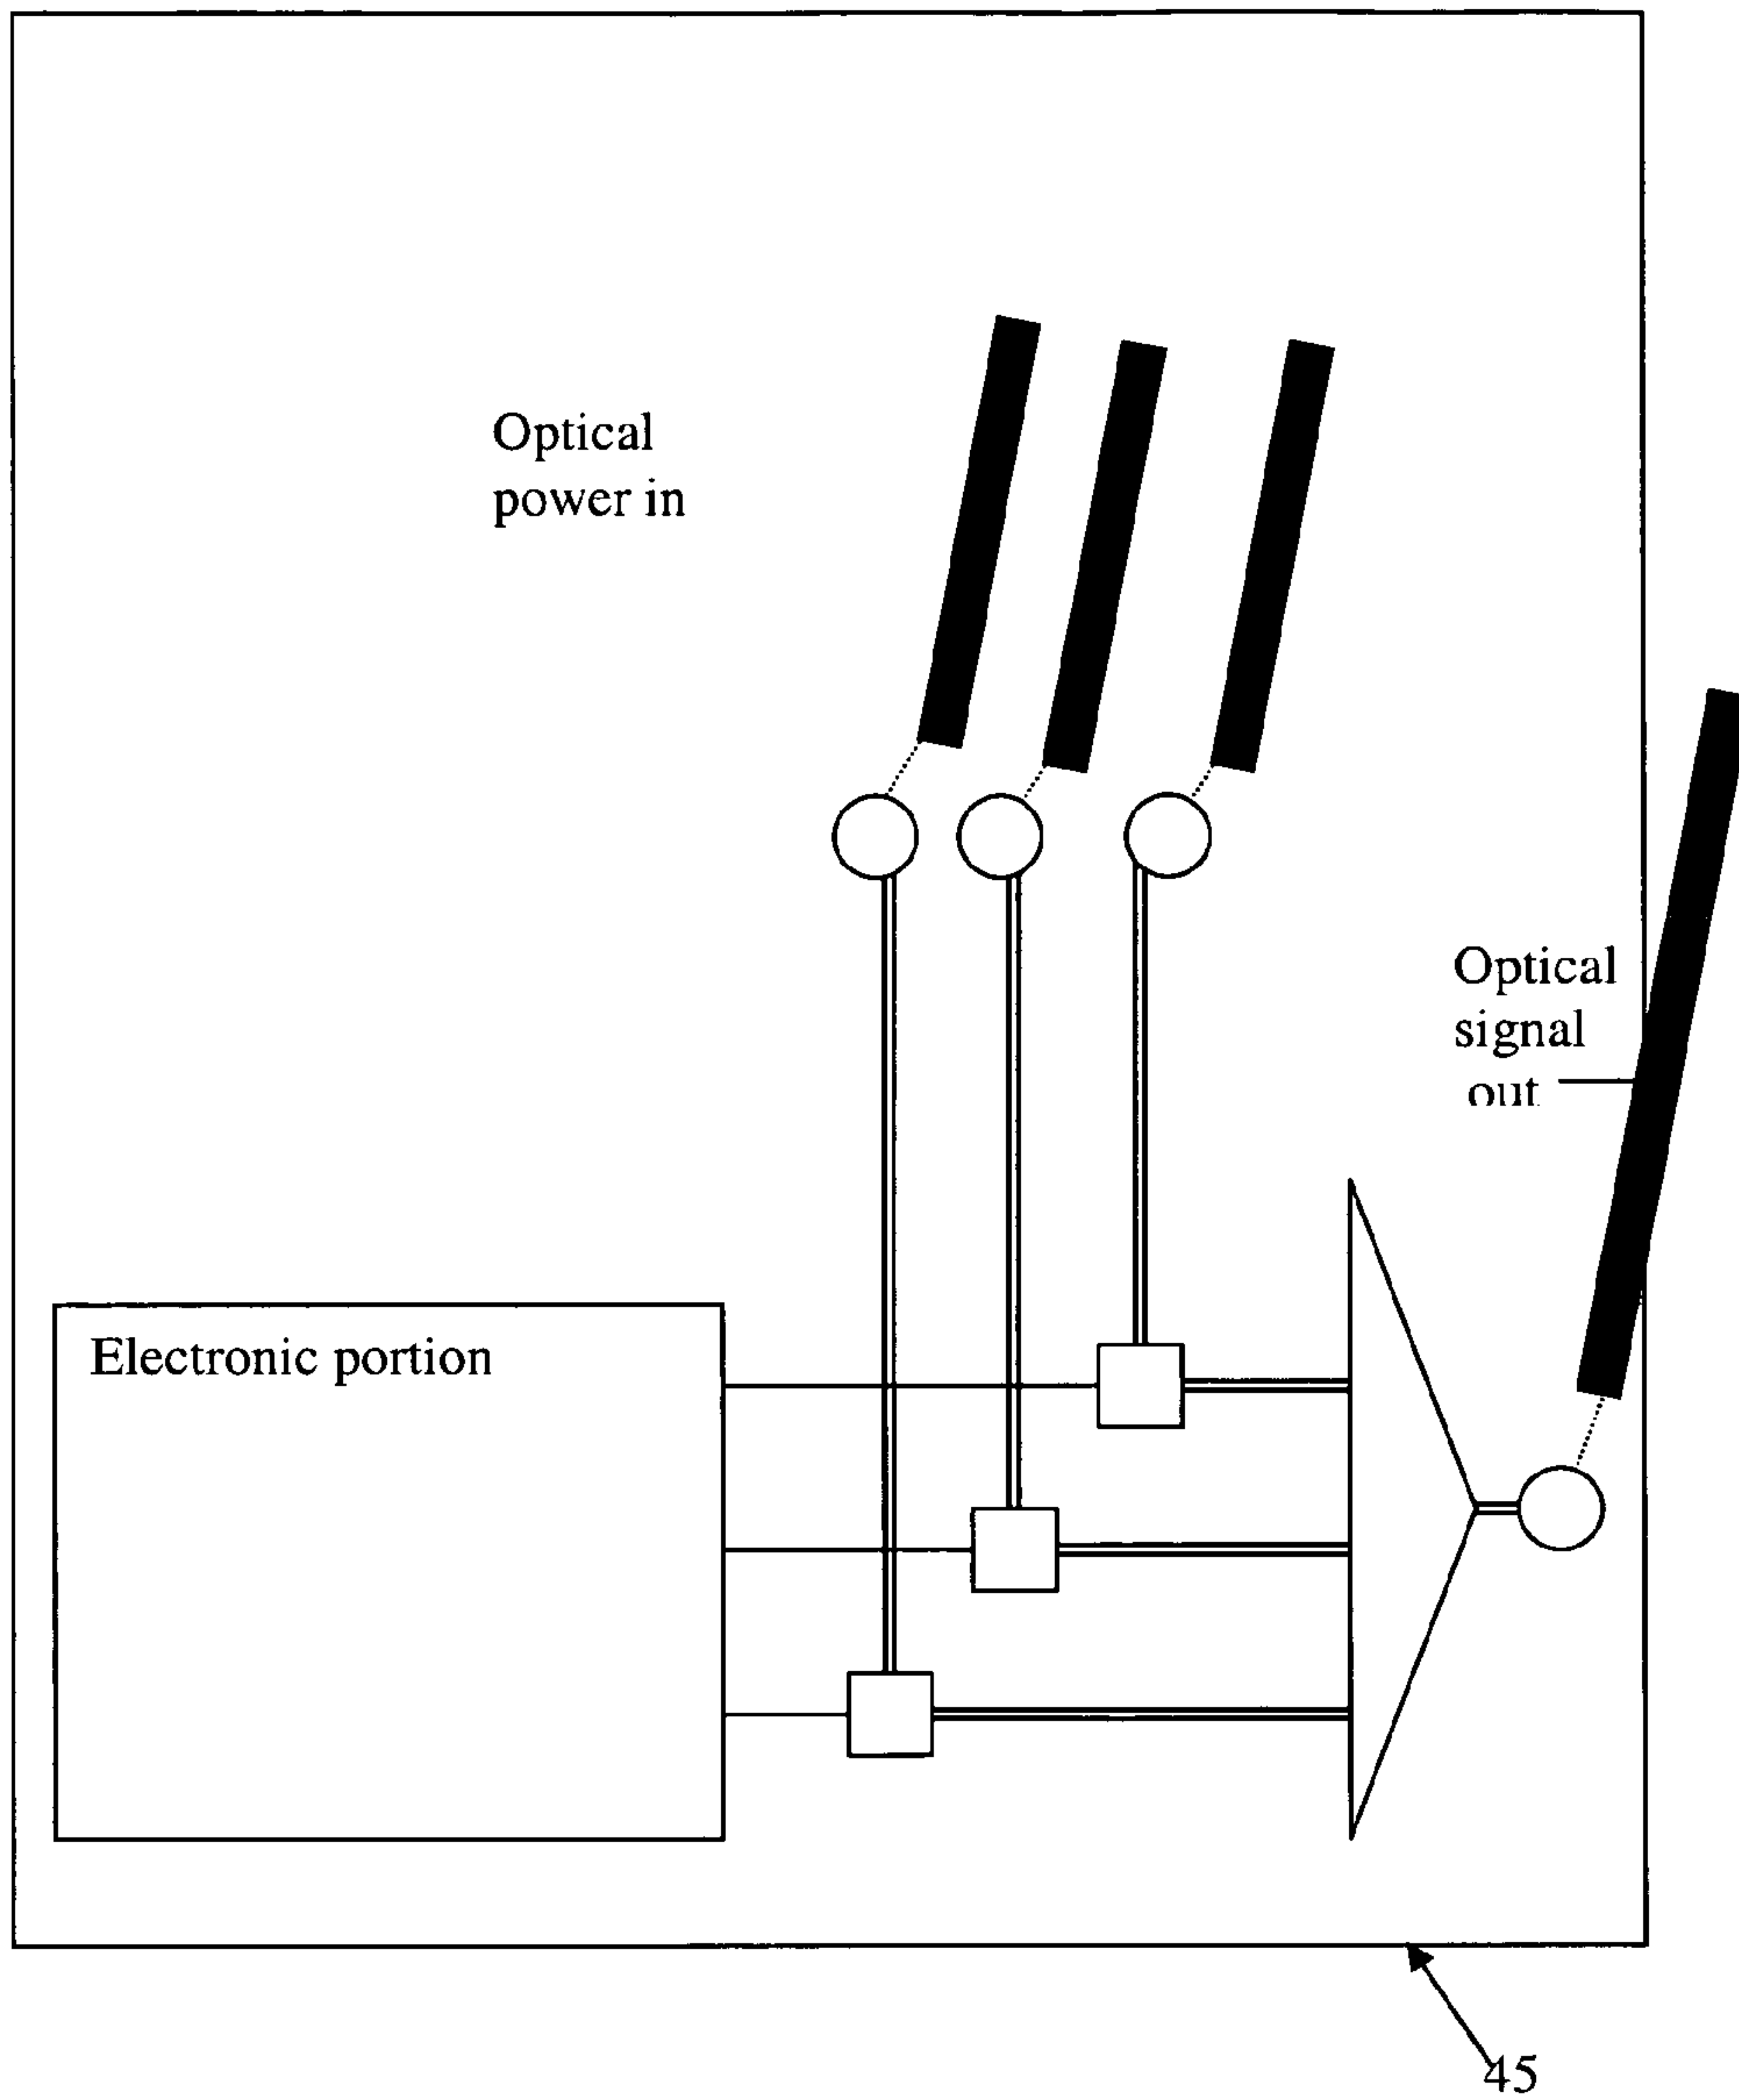 Optical
power in
Optical
signal
out
Electronic portion
45